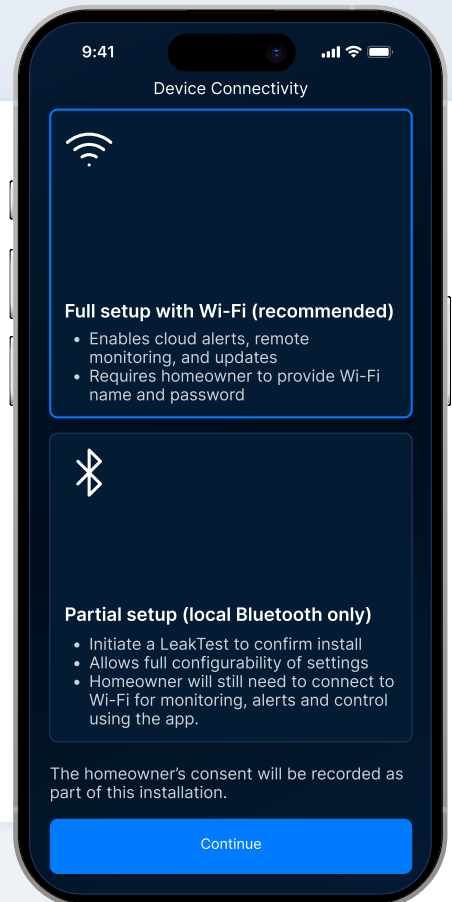 9:41
Device Connectivity
Full setup with Wi-Fi (recommended)
• Enables cloud alerts, remote
monitoring, and updates
• Requires homeowner to provide Wi-Fi
name and password
Partial setup (local Bluetooth only)
• Initiate a LeakTest to confirm install
• Allows full configurability of settings
• Homeowner will still need to connect to
Wi-Fi for monitoring, alerts and control
using the app.
The homeowner’s consent will be recorded as
part of this installation.
Continue